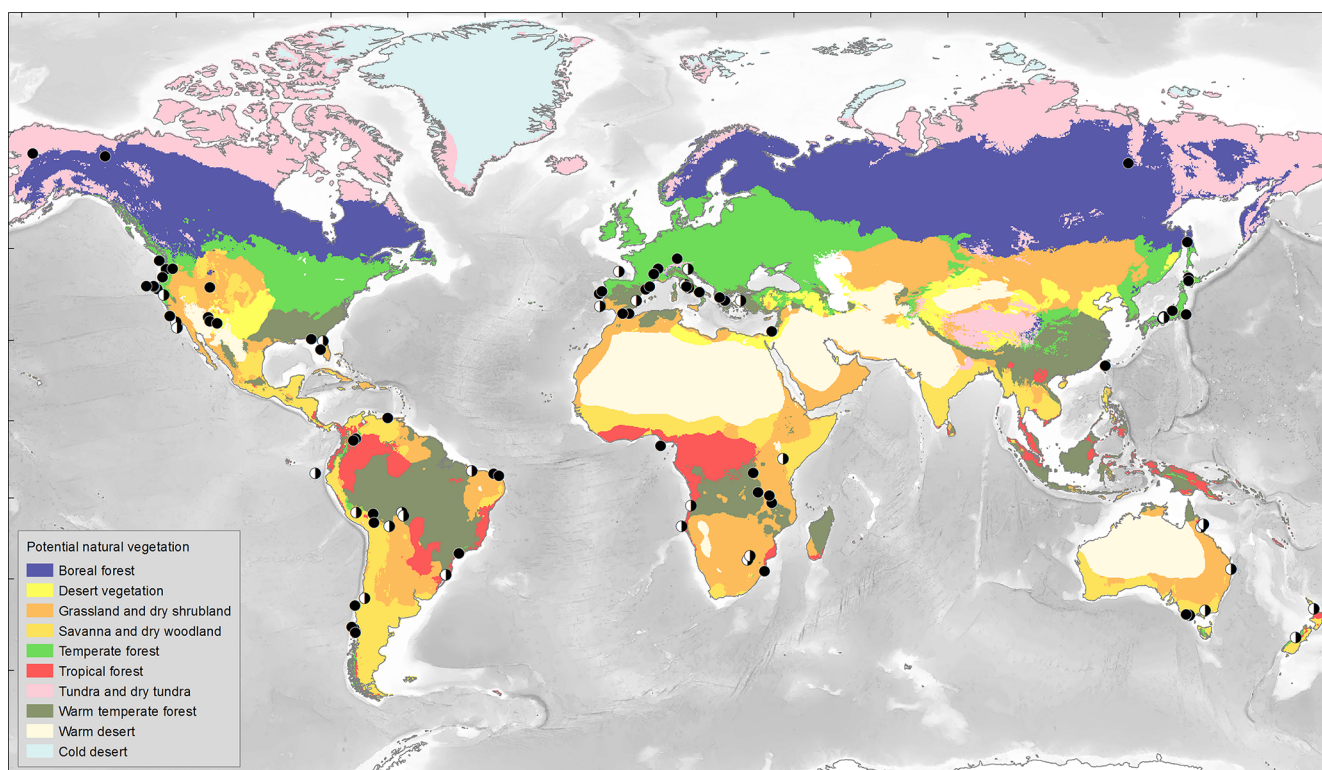 Potential natural vegetation
Boreal forest
Desert vegetation
Grassland and dry shrubland
Savanna and dry woodland
Temperate forest
Tropical forest
Tundra and dry tundra
Warm temperate forest
Warm desert
Cold desert